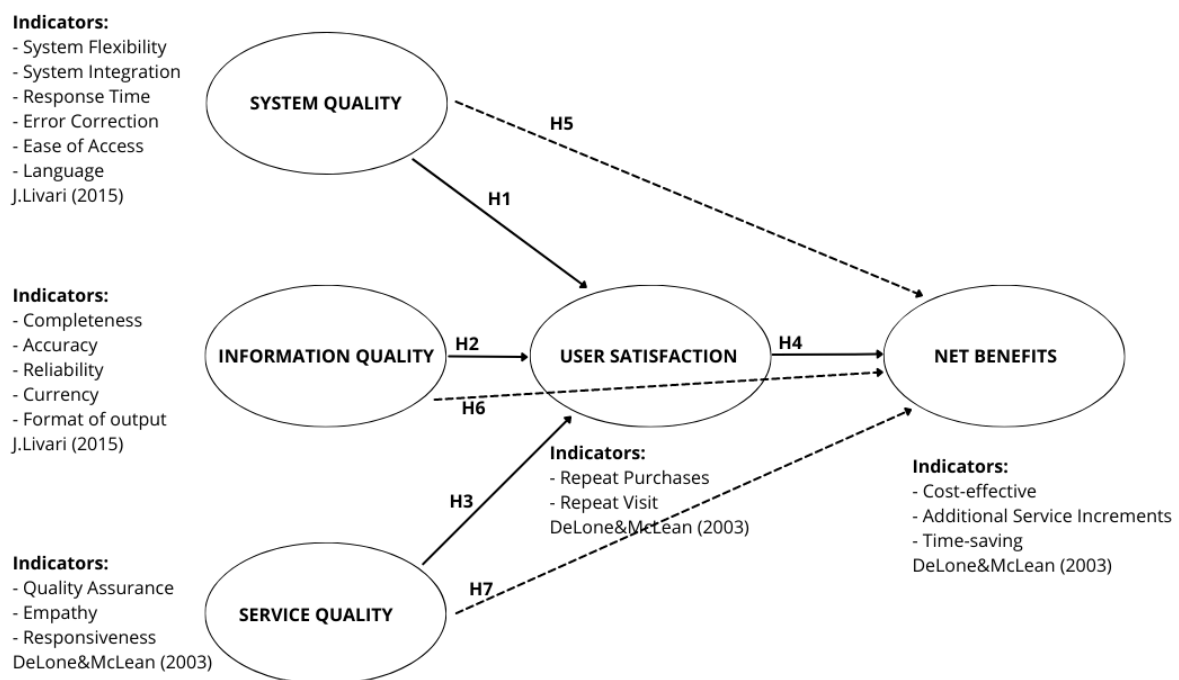 Indicators:
- System Flexibility
- System Integration
- Response Time
- Error Correction
- Ease of Access
- Language
J.Livari (2015)
SYSTEM QUALITY
H5
H1
Indicators:
- Completeness
- Accuracy
- Reliability
- Currency
- Format of output
J.Livari (2015)
INFORMATION QUALITY
H2
USER SATISFACTION
H4
NET BENEFITS
H6
Indicators:
- Repeat Purchases
- Repeat Visit
DeLone&McLean (2003)
Indicators:
- Cost-effective
- Additional Service Increments
- Time-saving
DeLone&McLean (2003)
H3
Indicators:
- Quality Assurance
- Empathy
- Responsiveness
DeLone&McLean (2003)
SERVICE QUALITY
H7